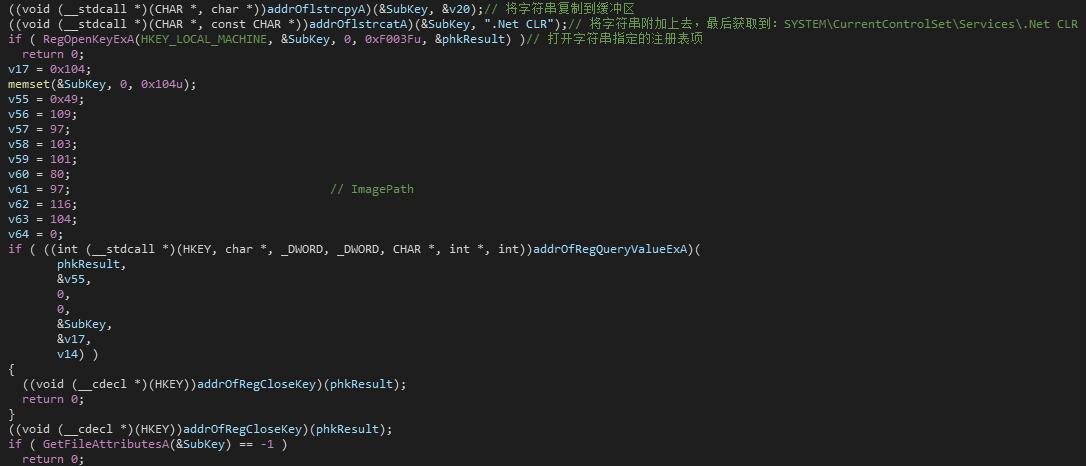 ((void (__stdcall *)(CHAR *, char *))addrOflstrcpyA)(&SubKey, &v20);// 将字符串复制到缓冲区
((void (__stdcall *)(CHAR *, const CHAR *))addrOflstrcatA)(&SubKey, ".Net CLR");// 将字符串附加上去，最后获取到：SYSTEM\CurrentControlSet\Services\.Net CLR
if ( RegOpenKeyExA(HKEY_LOCAL_MACHINE, &SubKey, 0, 0xF003Fu, &phkResult) )// 打开字符串指定的注册表项
  return 0;
v17 = 0x104;
memset(&SubKey, 0, 0x104u);
v55 = 0x49;
v56 = 109;
v57 = 97;
v58 = 103;
v59 = 101;
v60 = 80;
v61 = 97;                                     // ImagePath
v62 = 116;
v63 = 104;
v64 = 0;
if ( ((int (__stdcall *)(HKEY, char *, _DWORD, _DWORD, CHAR *, int *, int))addrOfRegQueryValueExA)(
       phkResult,
       &v55,
       0,
       0,
       &SubKey,
       &v17,
       v14) )
{
  ((void (__cdecl *)(HKEY))addrOfRegCloseKey)(phkResult);
  return 0;
}
((void (__cdecl *)(HKEY))addrOfRegCloseKey)(phkResult);
if ( GetFileAttributesA(&SubKey) == -1 )
  return 0;